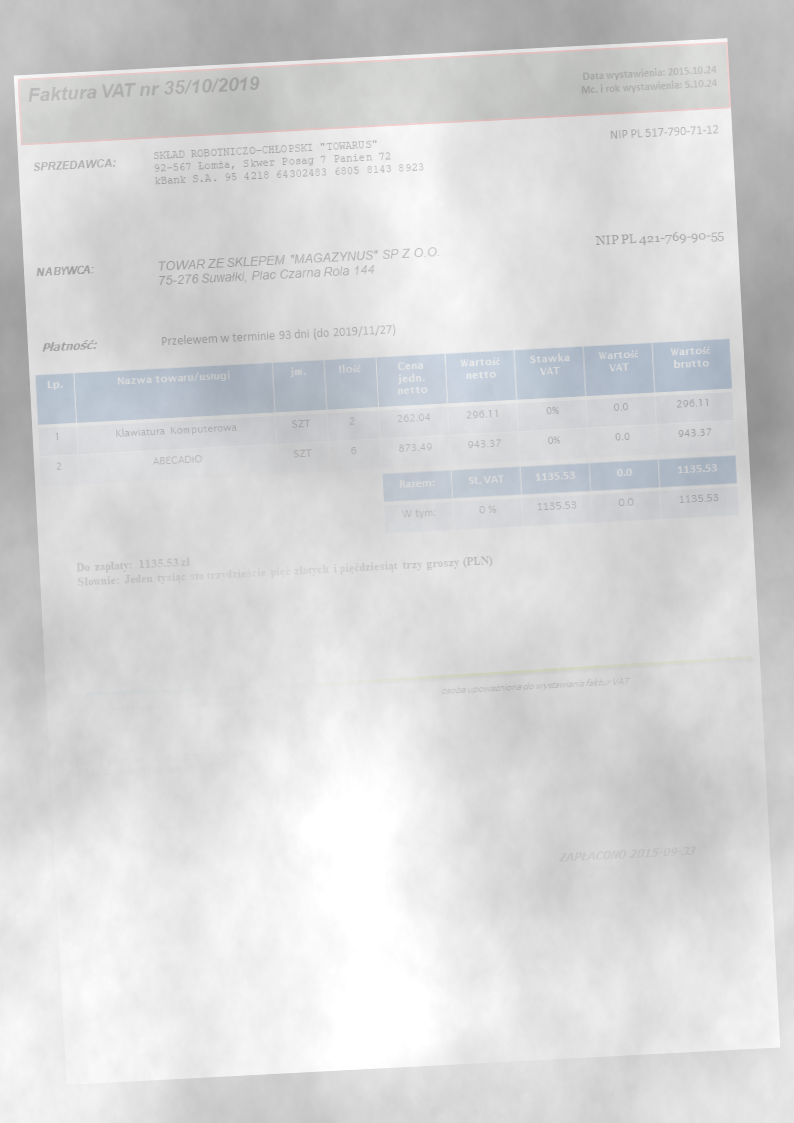 Faktura VAT nr 35/10/2019
Data wystawienia: 2015.10.24
Mc. i rok wystawienia: 5.10.24
SPRZEDAWCA:
SKŁAD ROBOTNICZO-CHŁOPSKI "TOWARUS"
92-567 Łomża, Skwer Posag 7 Panien 72
kBank S.A. 95 4218 64302483 6805 8143 8923
NIP PL 517-790-71-12
NABYWCA:
TOWAR ZE SKLEPEM "MAGAZYNUS" SP Z O.O.
75-276 Suwałki, Plac Czarna Rola 144
NIP PL 421-769-90-55
Płatność: Przelewem w terminie 93 dni (do 2019/11/27)
Lp. Nazwa towaru/usługi jm. Ilość Cena jedn. netto Wartość netto Stawka VAT Wartość VAT Wartość brutto
1 Klawiatura Komputerowa SZT 2 262.04 296.11 0% 0.0 296.11
2 ABECADŁO SZT 6 873.49 943.37 0% 0.0 943.37
Razem: St. VAT 1135.53 0.0 1135.53
W tym. 0 % 1135.53 0.0 1135.53
Do zapłaty: 1135.53 zł
Słownie: Jeden tysiąc sto trzydzieście pięć złotych i pięćdziesiąt trzy groszy (PLN)
osoba upoważniona do wystawienia faktur VAT
ZAPŁACONO 2015-09-33